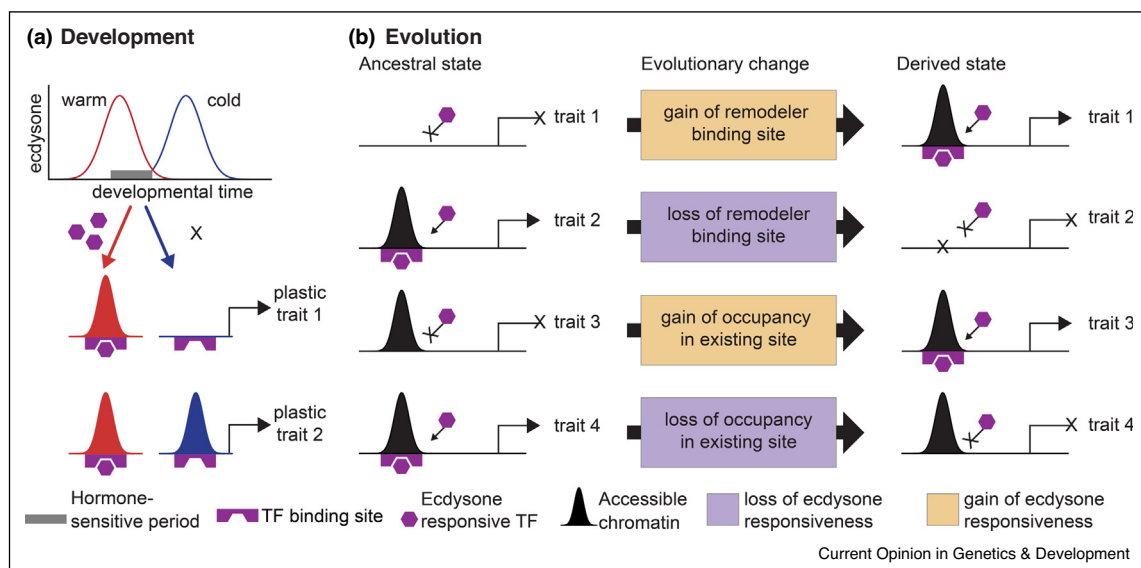 (a) Development
ecdysone
warm
cold
developmental time
X
plastic
trait 1
plastic
trait 2
(b) Evolution
Ancestral state
Evolutionary change
Derived state
trait 1
gain of remodeler
binding site
trait 1
trait 2
loss of remodeler
binding site
trait 2
trait 3
gain of occupancy
in existing site
trait 3
trait 4
loss of occupancy
in existing site
trait 4
Hormone-
sensitive period
TF binding site
Ecdysone
responsive TF
Accessible
chromatin
loss of ecdysone
responsiveness
gain of ecdysone
responsiveness
Current Opinion in Genetics & Development